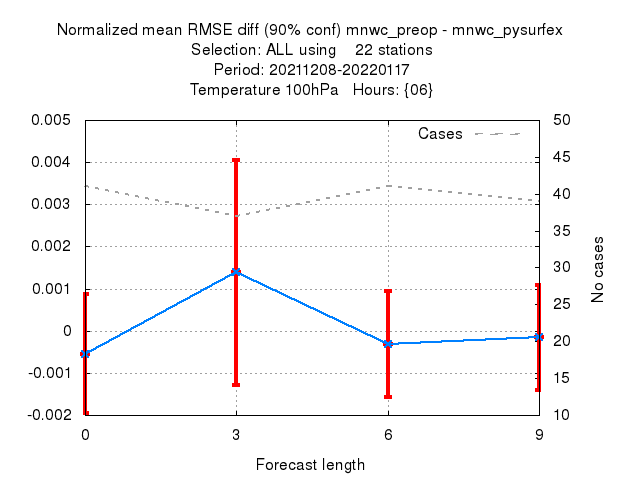 Normalized mean RMSE diff (90% conf) mnwc_preop - mnwc_pysurfex
Selection: ALL using 22 stations
Period: 20211208-20220117
Temperature 100hPa Hours: {06}
Cases
0.005
0.004
0.003
0.002
0.001
0
-0.001
-0.002
50
45
40
35
30
25
20
15
10
No cases
0 3 6 9
Forecast length